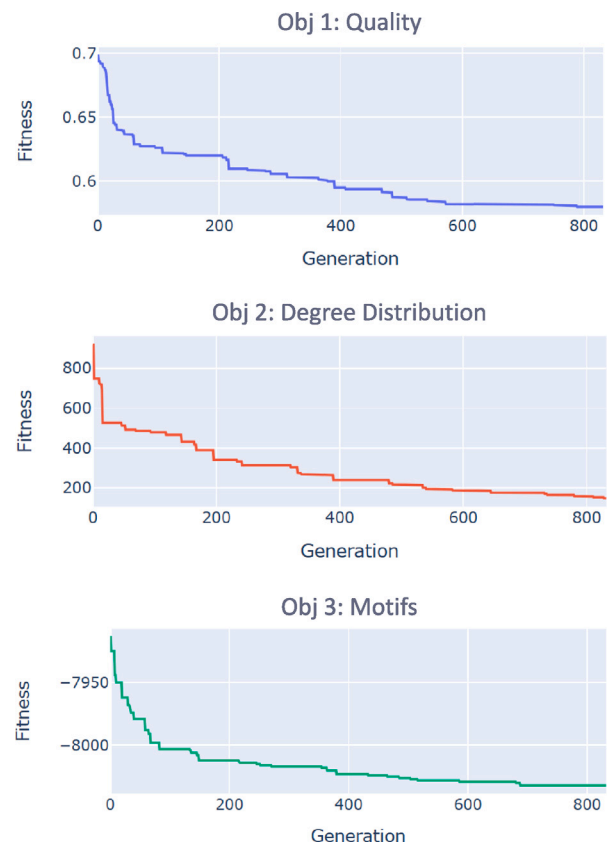 Obj 1: Quality
0.7
0.65
0.6
Fitness
0 200 400 600 800
Generation
Obj 2: Degree Distribution
800
600
400
200
Fitness
0 200 400 600 800
Generation
Obj 3: Motifs
−7950
−8000
Fitness
0 200 400 600 800
Generation